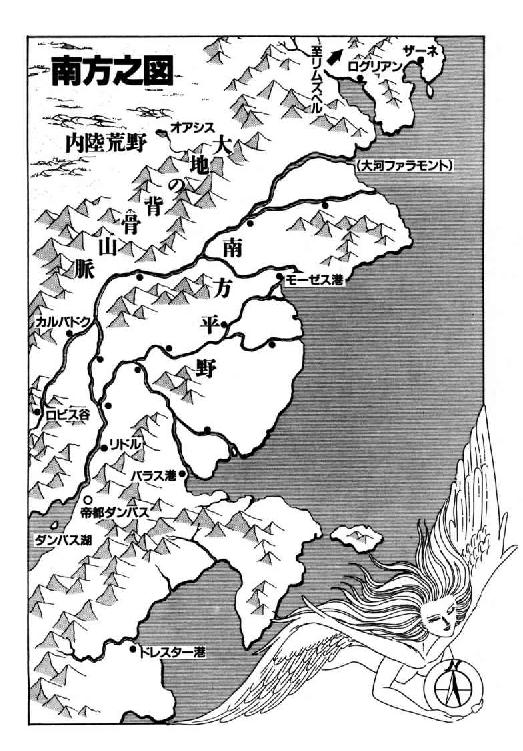 南方之図
至リムスベル
ザーネ
ログリアン
オアシス
内陸荒野
大地の背骨山脈
(大河ファラモント)
南方平野
モーゼス港
カルバドク
ロビス谷
リドル
バラス港
帝都ダンバス
ダンバス湖
ドレスター港